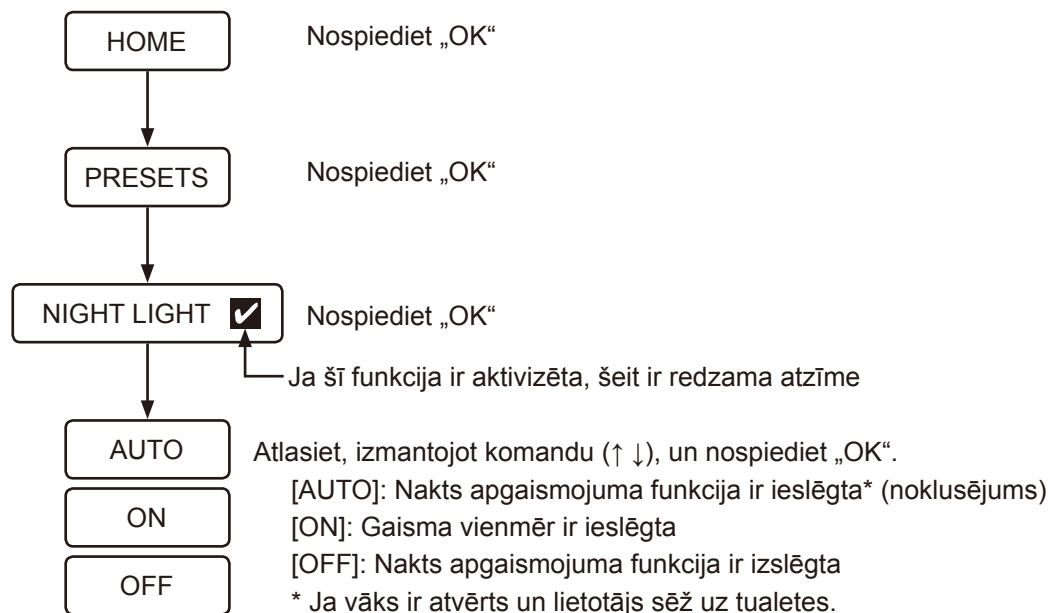 HOME Nospiediet „OK“
PRESETS Nospiediet „OK“
NIGHT LIGHT ✔ Nospiediet „OK“
Ja šī funkcija ir aktivizēta, šeit ir redzama atzīme
AUTO Atlasiet, izmantojot komandu (↑ ↓), un nospiediet „OK“.
[AUTO]: Nakts apgaismojuma funkcija ir ieslēgta* (noklusējums)
ON [ON]: Gaisma vienmēr ir ieslēgta
[OFF]: Nakts apgaismojuma funkcija ir izslēgta
OFF * Ja vāks ir atvērts un lietotājs sēž uz tualetes.